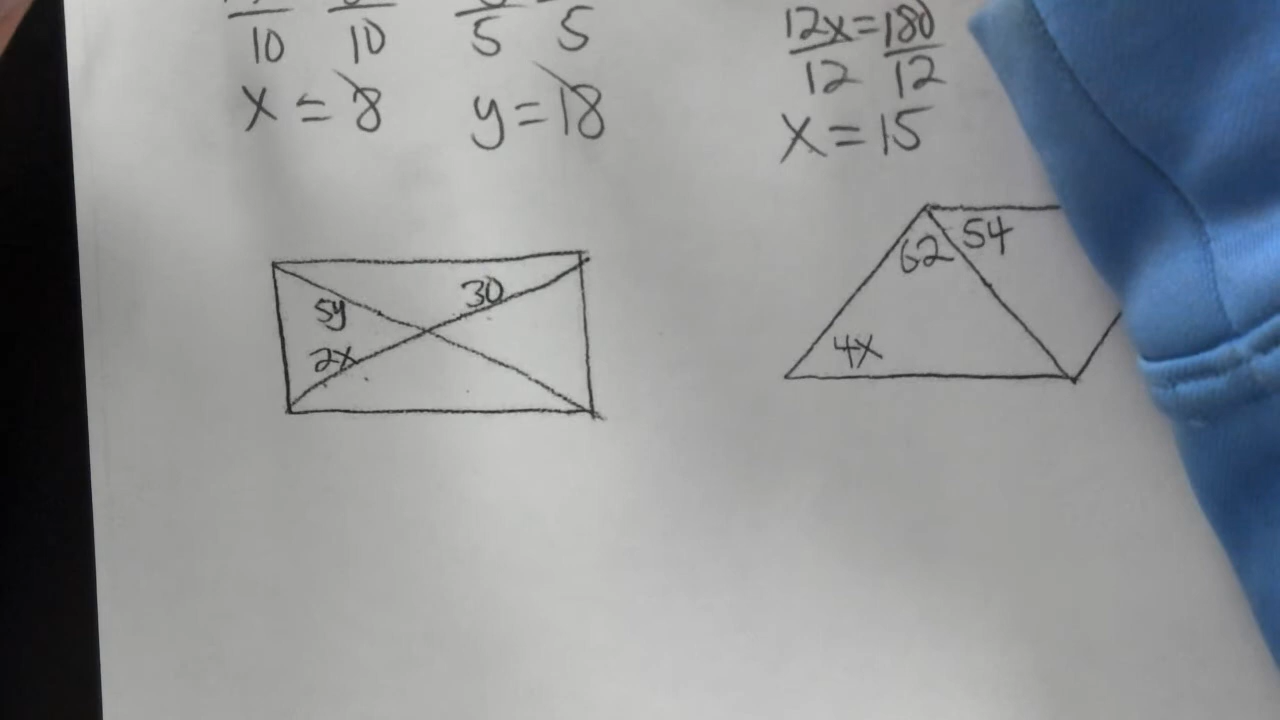 10 10 5 5
x = 8 y = 18
12x = 180
12 12
x = 15
5y 30
2x
62 54
4x